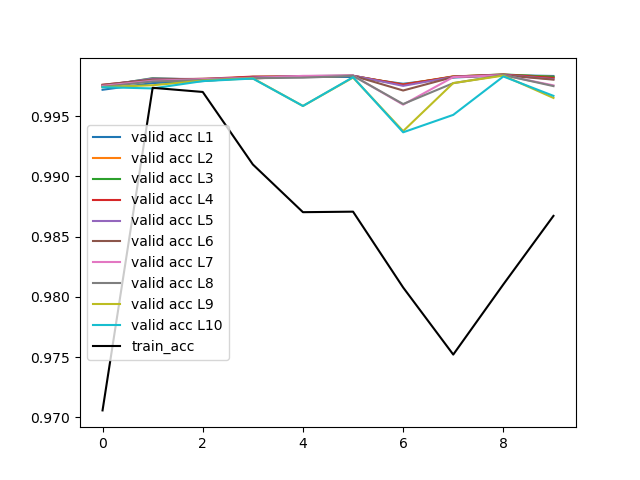 0.995
0.990
0.985
0.980
0.975
0.970
valid acc L1
valid acc L2
valid acc L3
valid acc L4
valid acc L5
valid acc L6
valid acc L7
valid acc L8
valid acc L9
valid acc L10
train_acc
0 2 4 6 8